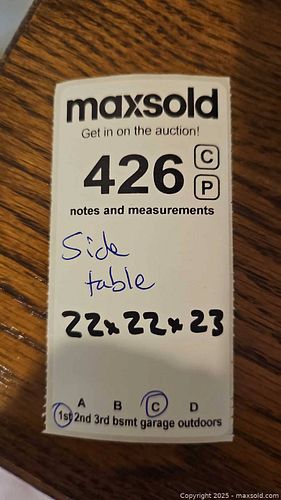 maxsold
Get in on the auction!
426 C
P
notes and measurements
Side
table
22x22x23
A B C D
1st 2nd 3rd bsmt garage outdoors
Copyright 2025 - maxsold.com